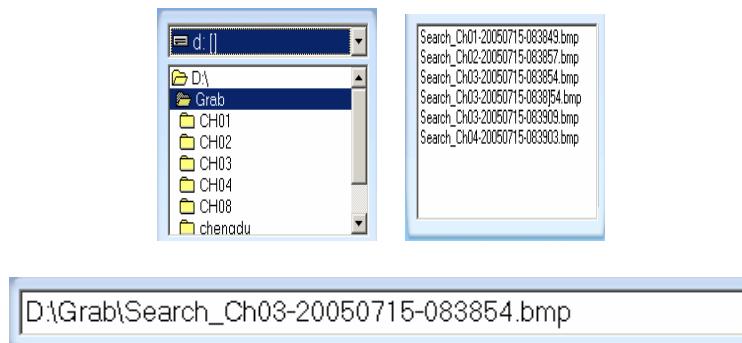 d: []
D:\
Grab
CH01
CH02
CH03
CH04
CH08
chengdu
Search_Ch01-20050715-083849.bmp
Search_Ch02-20050715-083857.bmp
Search_Ch03-20050715-083854.bmp
Search_Ch03-20050715-0838]54.bmp
Search_Ch03-20050715-083909.bmp
Search_Ch04-20050715-083903.bmp
D:\Grab\Search_Ch03-20050715-083854.bmp